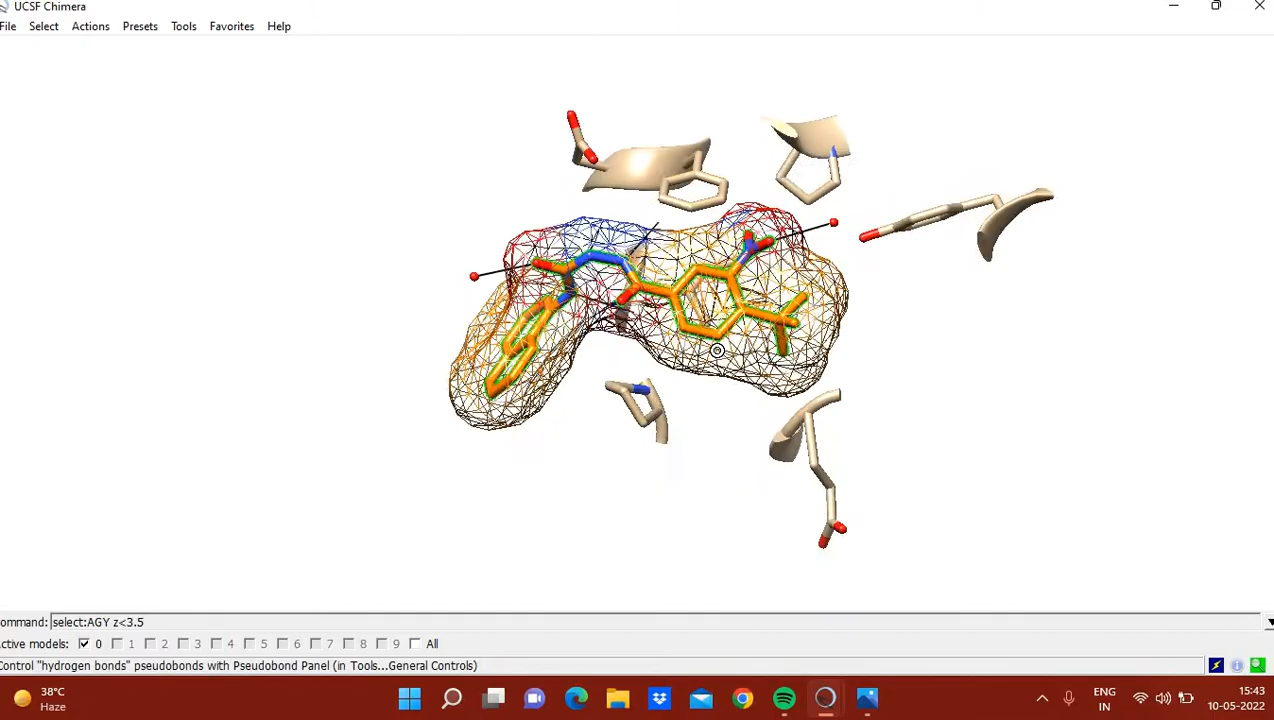 UCSF Chimera
File Select Actions Presets Tools Favorites Help
ommand: select:AGY z<3.5
ctive models: 0 1 2 3 4 5 6 7 8 9 All
Control "hydrogen bonds" pseudobonds with Pseudobond Panel (in Tools...General Controls)
38°C
Haze
ENG
IN
15:43
10-05-2022